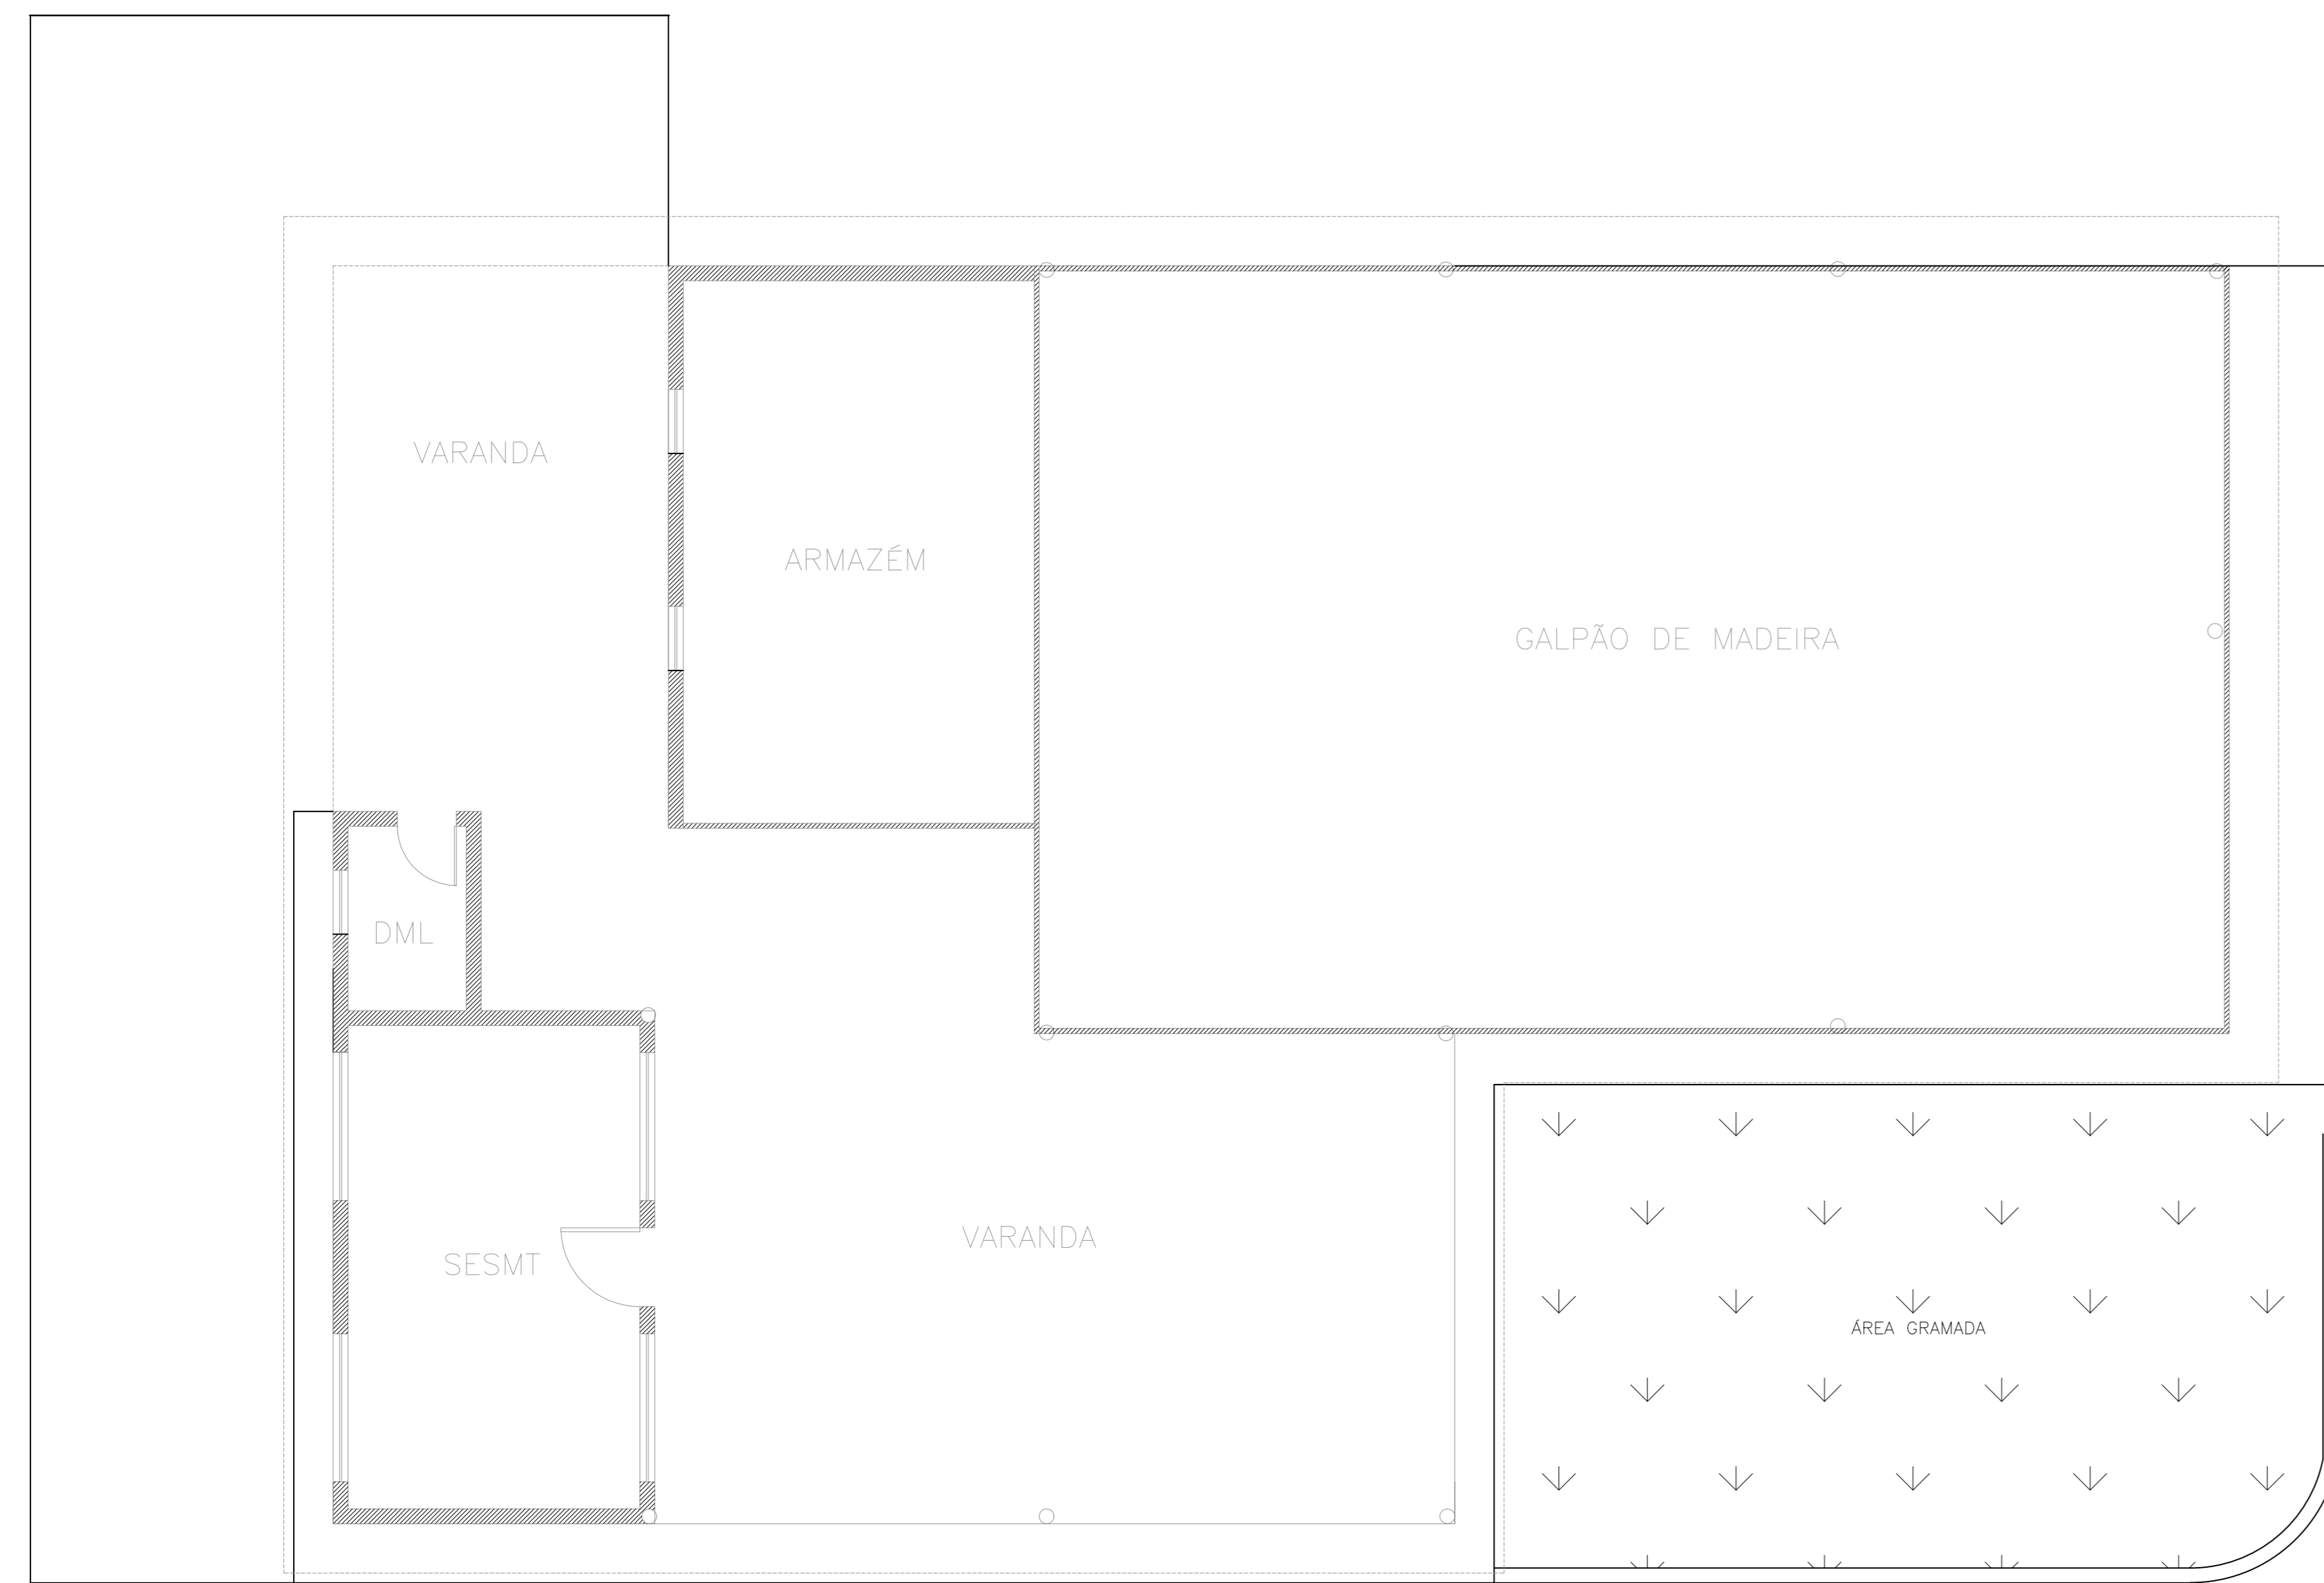 VARANDA
ARMAZÉM
GALPÃO DE MADEIRA
DML
VARANDA
SESMT
ÁREA GRAMADA